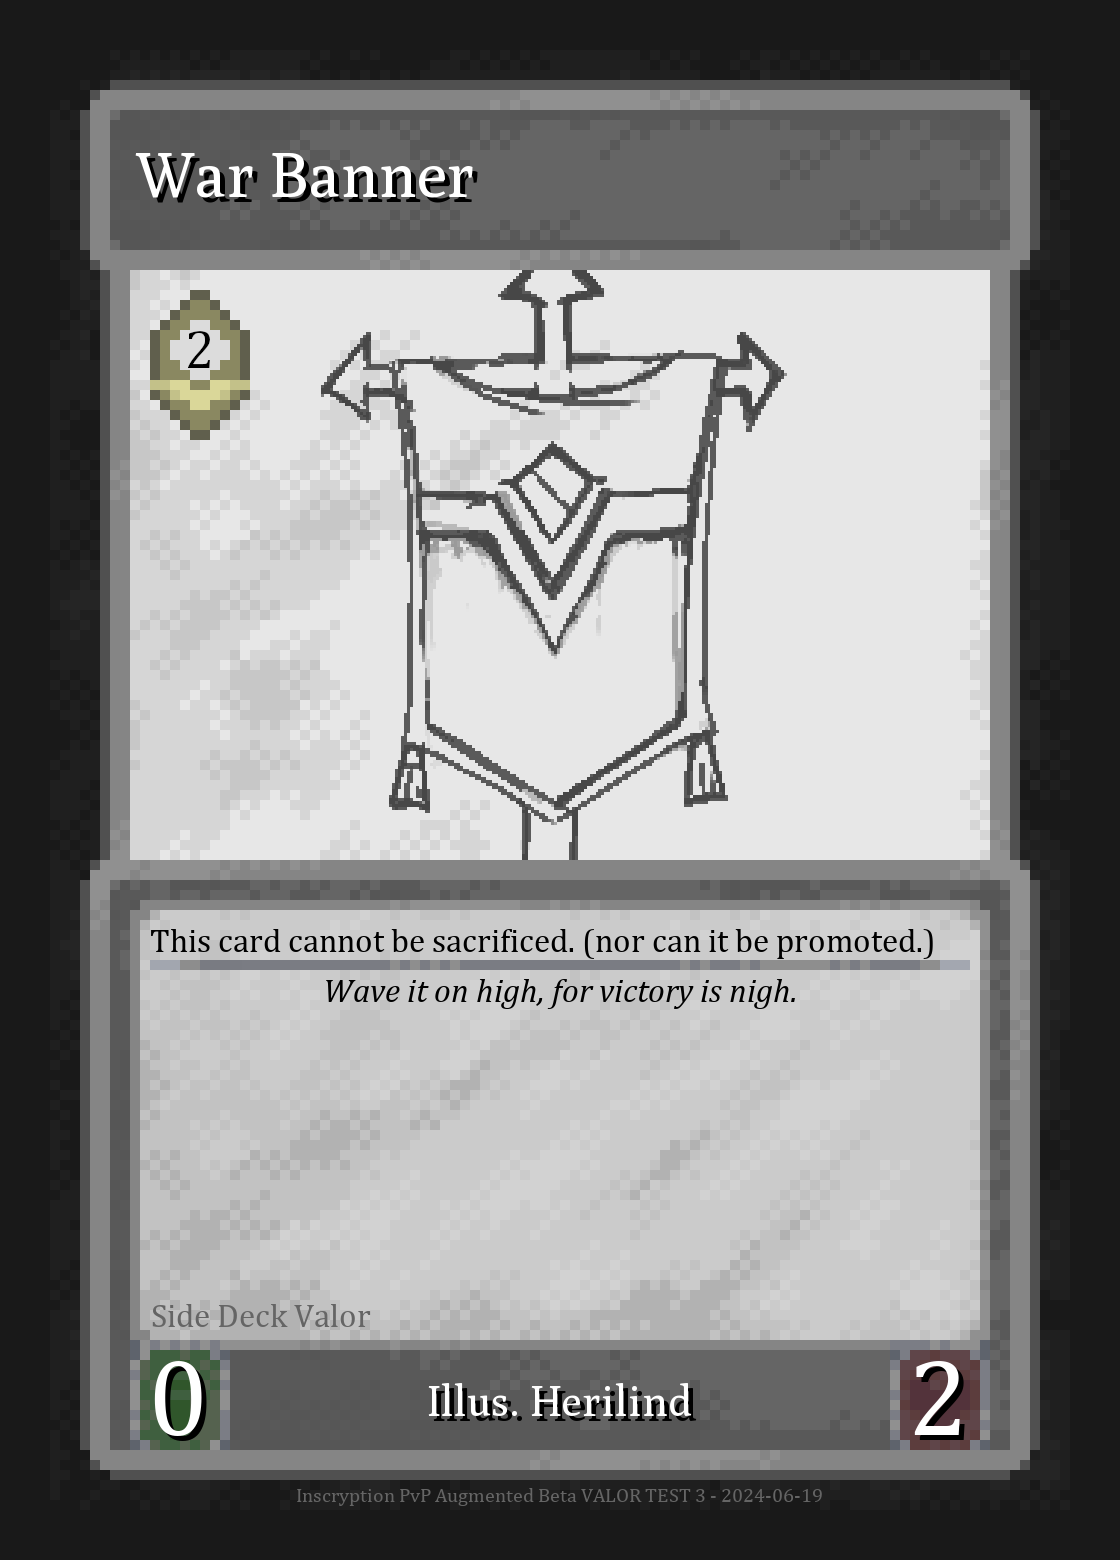 War Banner
2
This card cannot be sacrificed. (nor can it be promoted.)
Wave it on high, for victory is nigh.
Side Deck Valor
0
Illus. Herilind
2
Inscryption PvP Augmented Beta VALOR TEST 3 - 2024-06-19